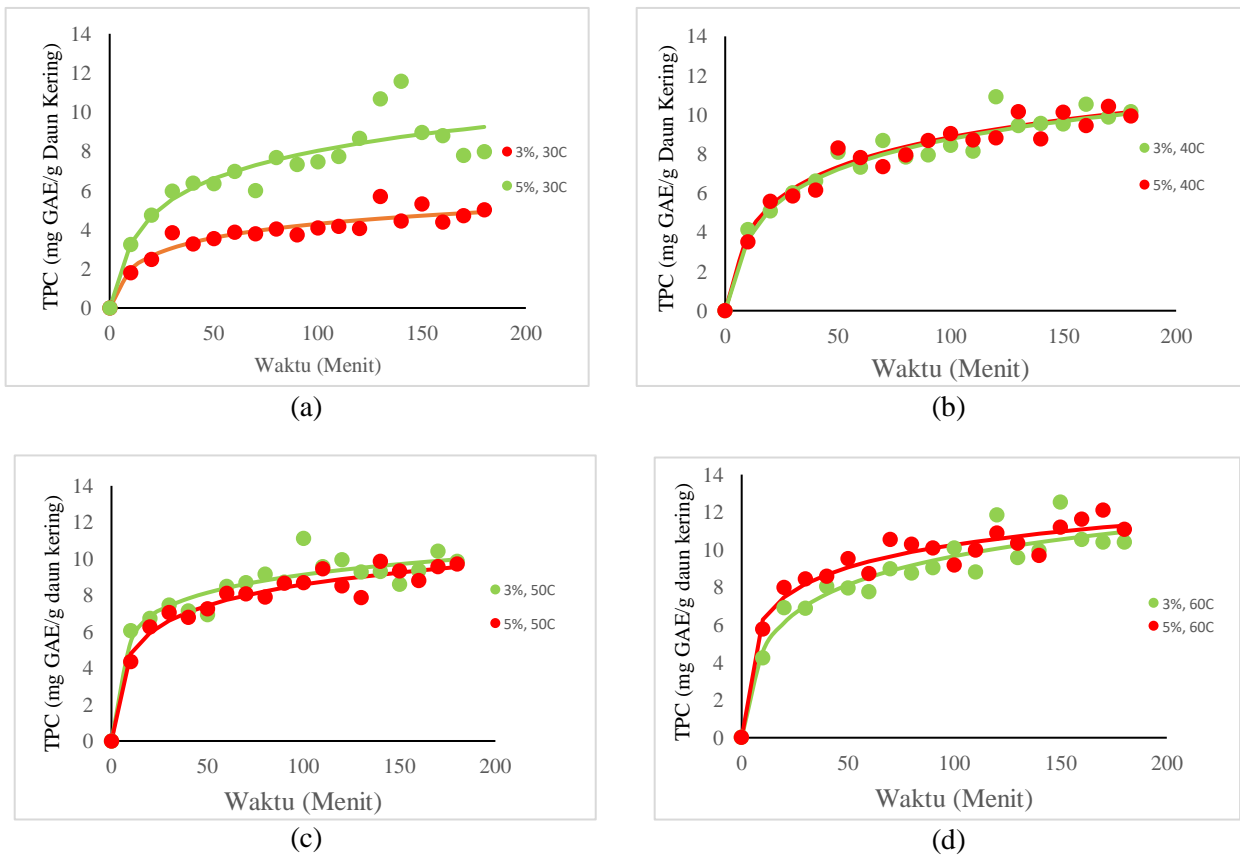 TPC (mg GAE/g Daun Kering)
14
12
10
8
6
4
2
0
0
50
100
150
200
Waktu (Menit)
3%, 30C
5%, 30C
(a)
TPC (mg GAE/g Daun Kering)
14
12
10
8
6
4
2
0
0
50
100
150
200
Waktu (Menit)
3%, 40C
5%, 40C
(b)
TPC (mg GAE/g daun kering)
14
12
10
8
6
4
2
0
0
50
100
150
200
Waktu (Menit)
3%, 50C
5%, 50C
(c)
TPC (mg GAE/g daun kering)
14
12
10
8
6
4
2
0
0
50
100
150
200
Waktu (Menit)
3%, 60C
5%, 60C
(d)